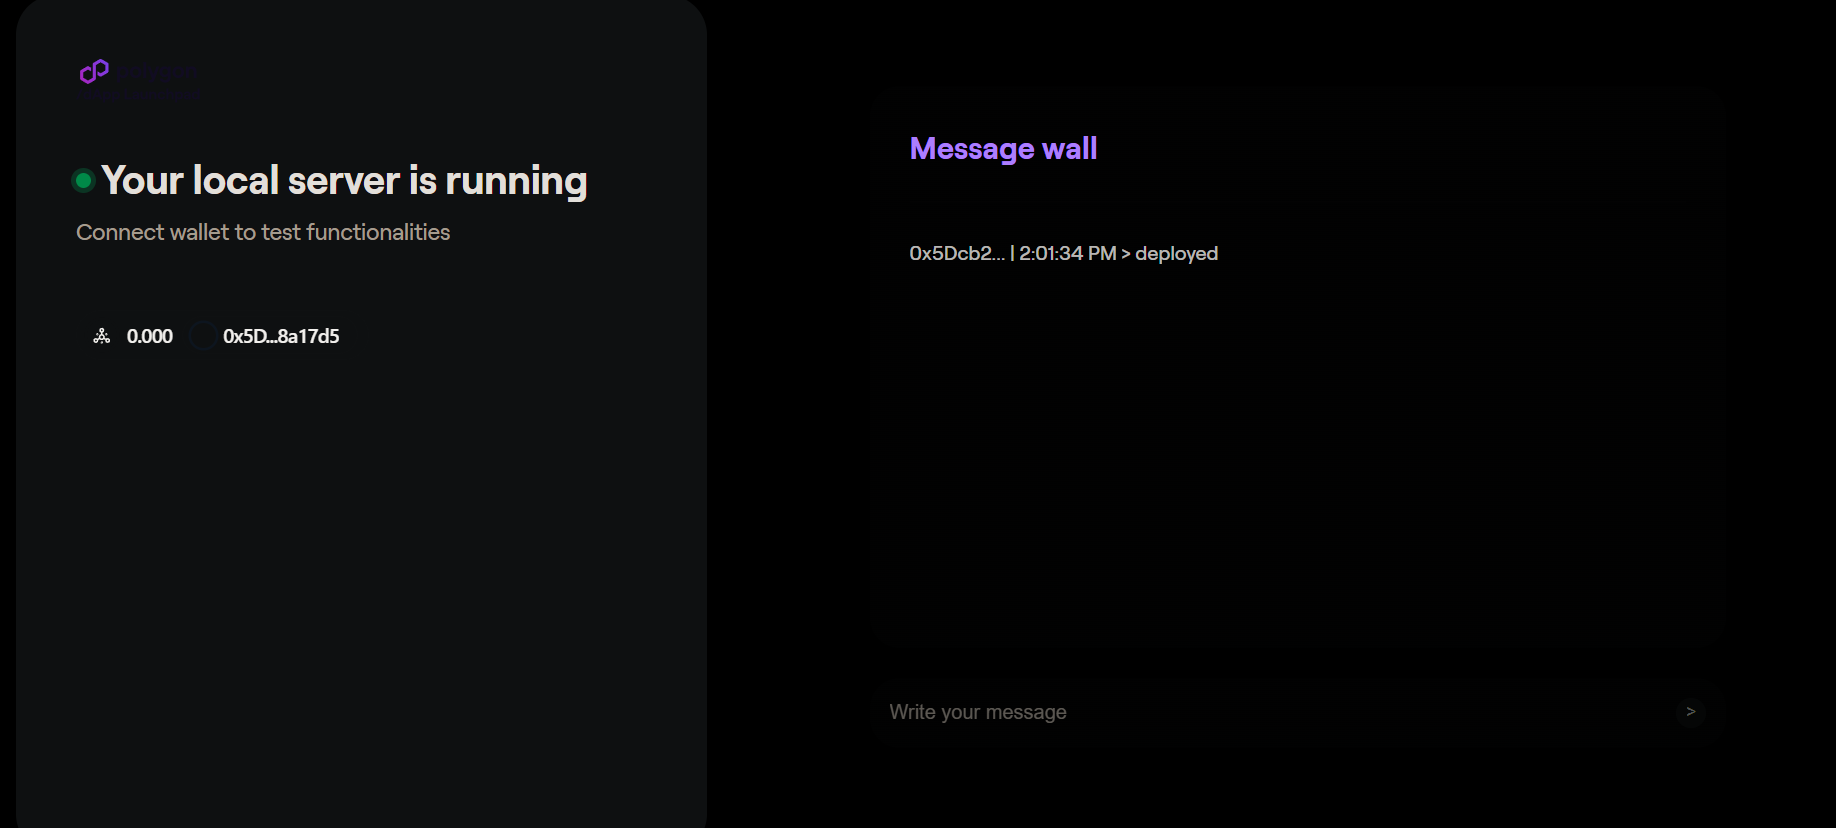 Your local server is running
Connect wallet to test functionalities
0.000 0x5D...8a17d5
Message wall
0x5Dcb2... | 2:01:34 PM > deployed
Write your message
>